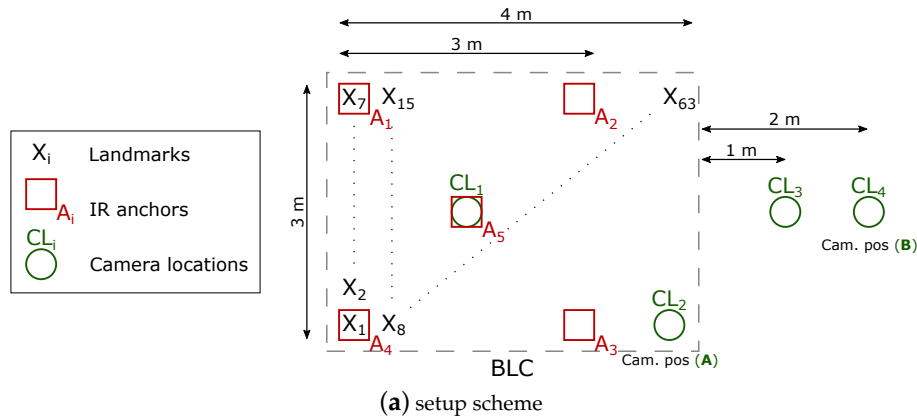 4 m
3 m
X7 X15 X63
A1 A2
2 m
1 m
Xi Landmarks
Ai IR anchors
CLi Camera locations
3 m
CL1 CL3 CL4
A5
Cam. pos (B)
X2 CL2
X1 X8
A4 A3
Cam. pos (A)
BLC
(a) setup scheme